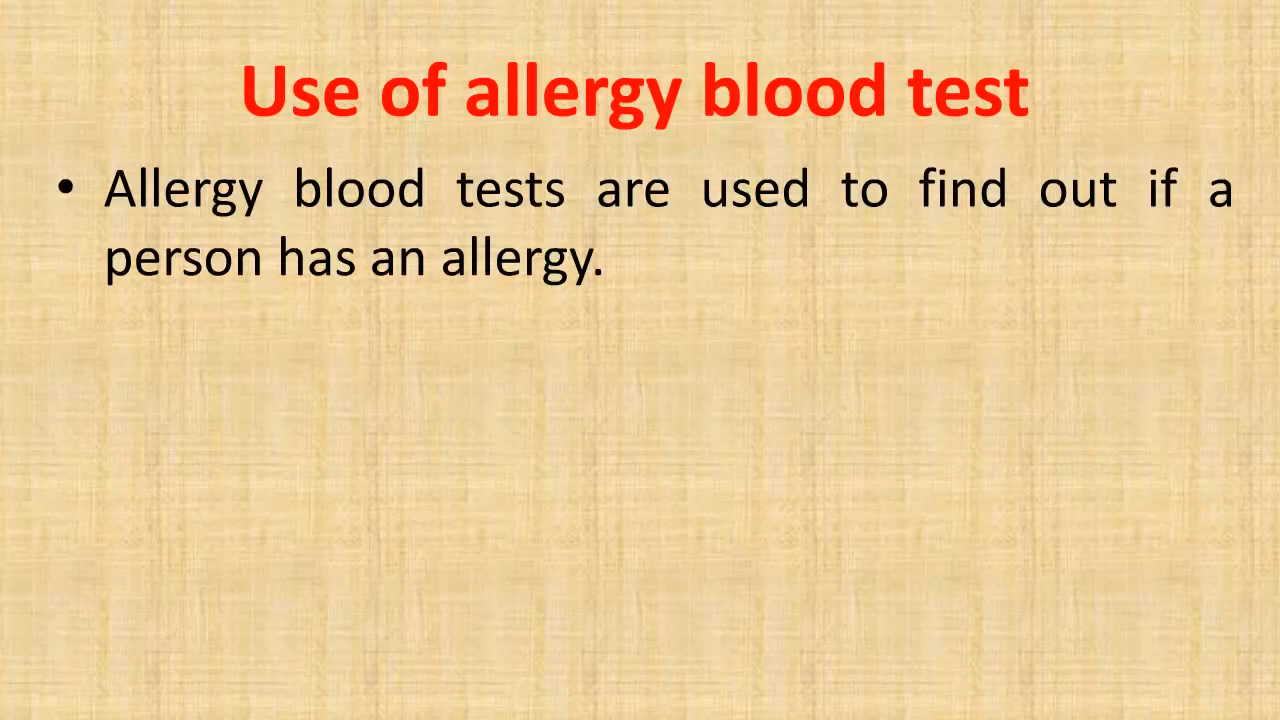 Use of allergy blood test
• Allergy blood tests are used to find out if a
person has an allergy.